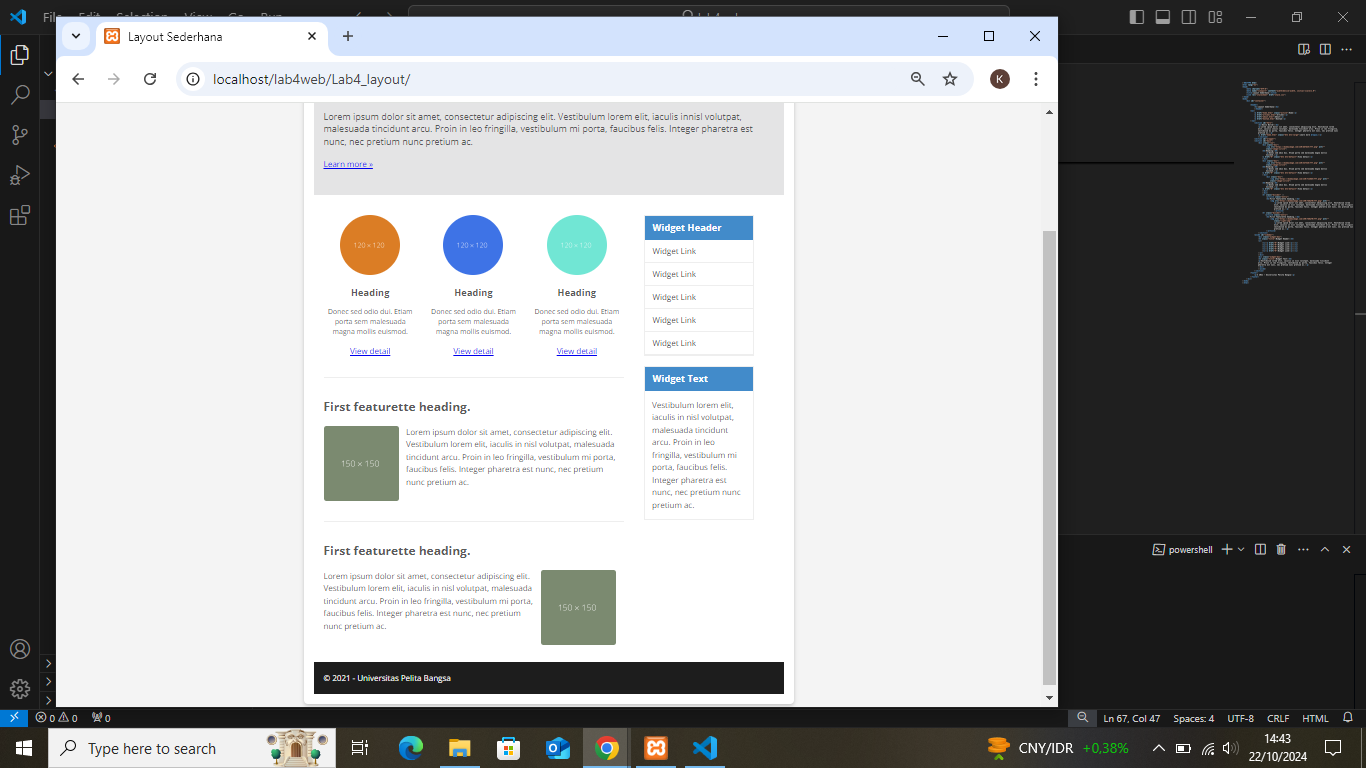 Layout Sederhana
localhost/lab4web/Lab4_layout/
K
Lorem ipsum dolor sit amet, consectetur adipiscing elit. Vestibulum lorem elit, iaculis innisl volutpat,
malesuada tincidunt arcu. Proin in leo fringilla, vestibulum mi porta, faucibus felis. Integer pharetra est
nunc, nec pretium nunc pretium ac.
Learn more »
120 × 120
120 × 120
120 × 120
Heading
Heading
Heading
Donec sed odio dui. Etiam
porta sem malesuada
magna mollis euismod.
Donec sed odio dui. Etiam
porta sem malesuada
magna mollis euismod.
Donec sed odio dui. Etiam
porta sem malesuada
magna mollis euismod.
View detail
View detail
View detail
First featurette heading.
150 × 150
Lorem ipsum dolor sit amet, consectetur adipiscing elit.
Vestibulum lorem elit, iaculis in nisl volutpat, malesuada
tincidunt arcu. Proin in leo fringilla, vestibulum mi porta,
faucibus felis. Integer pharetra est nunc, nec pretium
nunc pretium ac.
First featurette heading.
Lorem ipsum dolor sit amet, consectetur adipiscing elit.
Vestibulum lorem elit, iaculis in nisl volutpat, malesuada
tincidunt arcu. Proin in leo fringilla, vestibulum mi porta,
faucibus felis. Integer pharetra est nunc, nec pretium
nunc pretium ac.
150 × 150
Widget Header
Widget Link
Widget Link
Widget Link
Widget Link
Widget Link
Widget Text
Vestibulum lorem elit,
iaculis in nisl volutpat,
malesuada tincidunt
arcu. Proin in leo
fringilla, vestibulum mi
porta, faucibus felis.
Integer pharetra est
nunc, nec pretium nunc
pretium ac.
© 2021 - Universitas Pelita Bangsa
powershell
0 0 0
Ln 67, Col 47 Spaces: 4 UTF-8 CRLF HTML
Type here to search
CNY/IDR +0,38%
14:43
22/10/2024